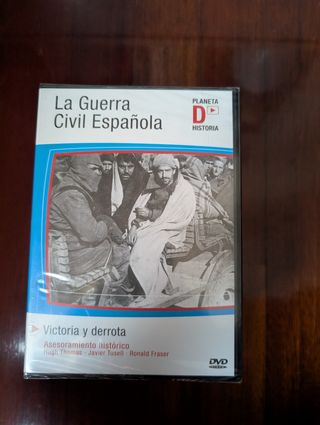 La Guerra
Civil Española
PLANETA
D
HISTORIA
Victoria y derrota
Asesoramiento histórico
Hugh Thomas - Javier Tusell - Ronald Fraser
DVD